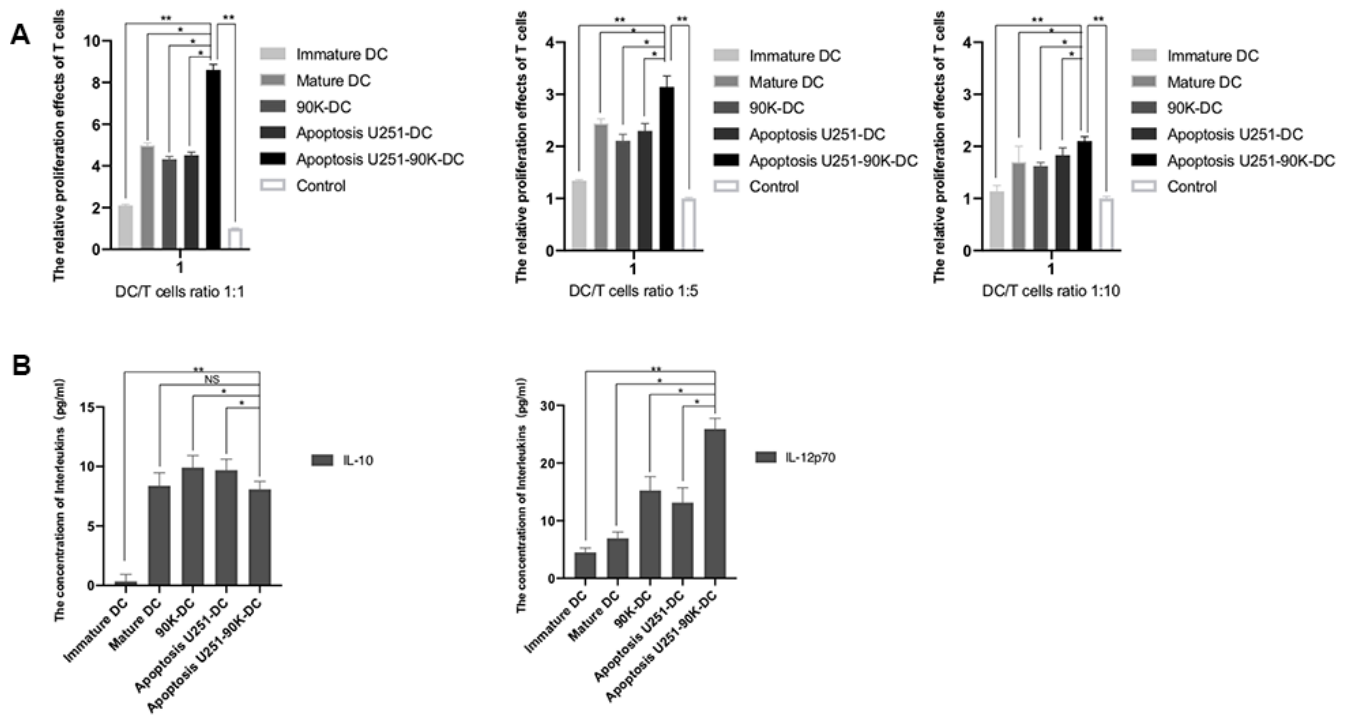 A
The relative proliferation effects of T cells
10
8
6
4
2
0
**
*
*
*
**
1
DC/T cells ratio 1:1
Immature DC
Mature DC
90K-DC
Apoptosis U251-DC
Apoptosis U251-90K-DC
Control
The relative proliferation effects of T cells
4
3
2
1
0
**
*
*
*
**
1
DC/T cells ratio 1:5
Immature DC
Mature DC
90K-DC
Apoptosis U251-DC
Apoptosis U251-90K-DC
Control
The relative proliferation effects of T cells
4
3
2
1
0
**
*
*
*
**
1
DC/T cells ratio 1:10
Immature DC
Mature DC
90K-DC
Apoptosis U251-DC
Apoptosis U251-90K-DC
Control
B
The concentrationn of Interleukins (pg/ml)
15
10
5
0
**
NS
*
*
Immature DC
Mature DC
90K-DC
Apoptosis U251-DC
Apoptosis U251-90K-DC
IL-10
The concentrationn of Interleukins (pg/ml)
30
20
10
0
**
*
*
*
Immature DC
Mature DC
90K-DC
Apoptosis U251-DC
Apoptosis U251-90K-DC
IL-12p70